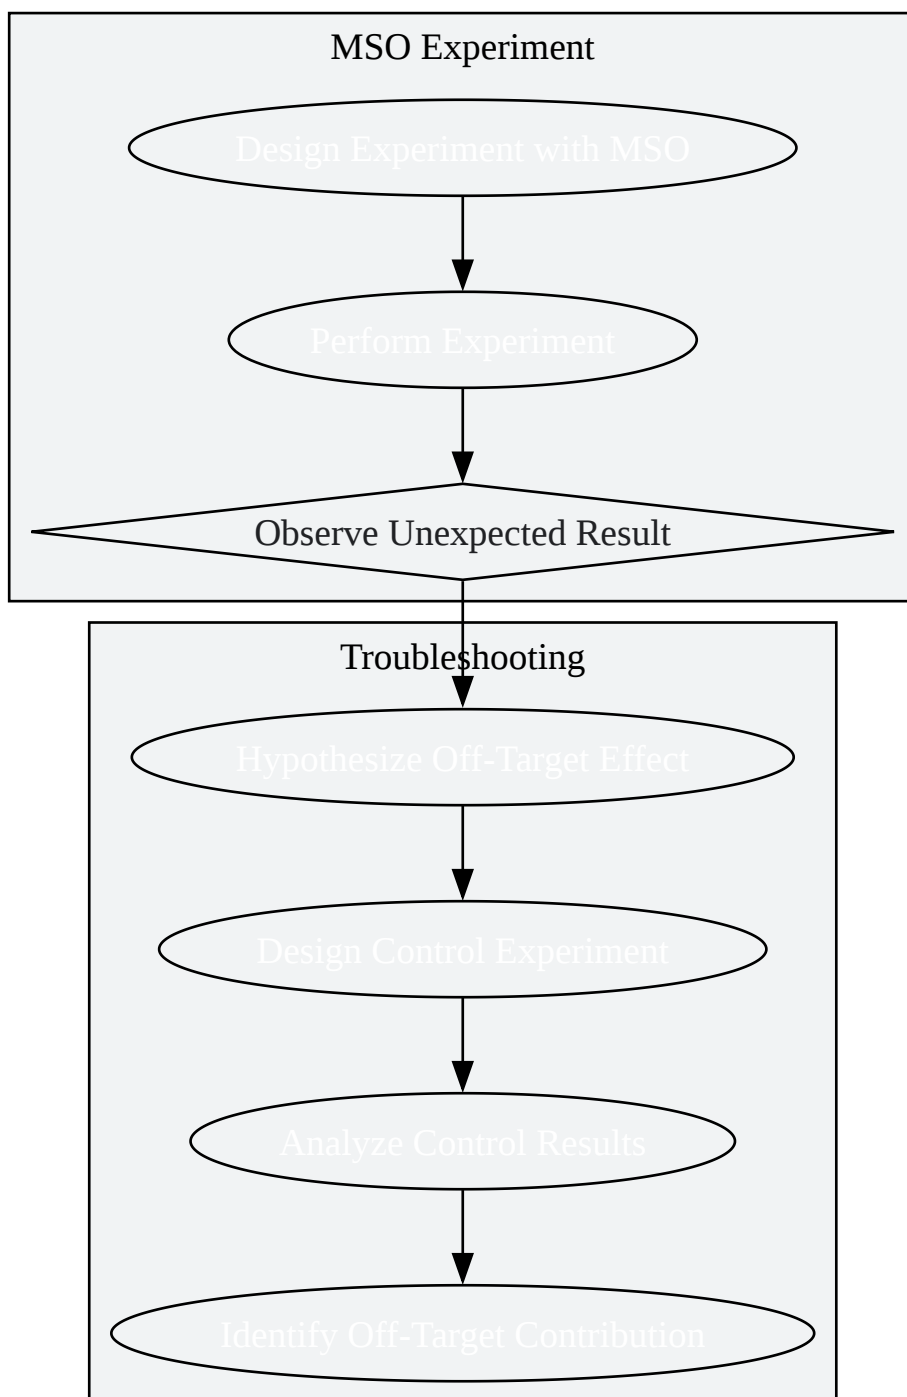 MSO Experiment
Design Experiment with MSO
Perform Experiment
Observe Unexpected Result
Troubleshooting
Hypothesize Off-Target Effect
Design Control Experiment
Analyze Control Results
Identify Off-Target Contribution